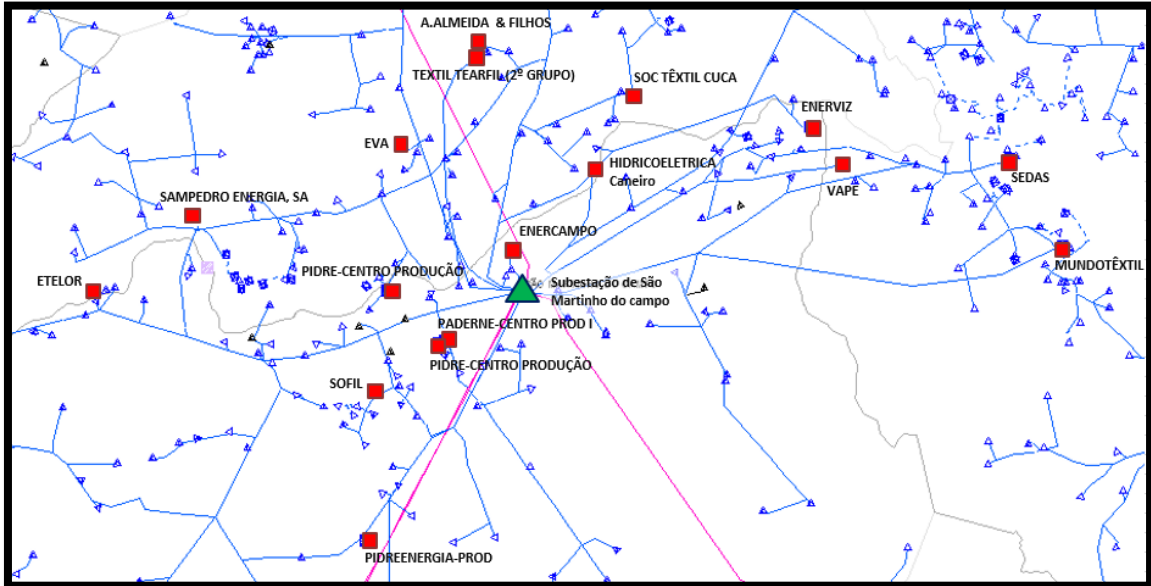 A.ALMEIDA & FILHOS
TEXTIL TEARFIL (2º GRUPO)
SOC TÊXTIL CUCA
ENERVIZ
EVA
HIDRICOELETRICA
Caneiro
VAPE
SEDAS
SAMPEDRO ENERGIA, SA
ENERCAMPO
MUNDOTÊXTIL
PIDRE-CENTRO PRODUÇÃO
ETELOR
Subestação de São
Martinho do campo
PADERNE-CENTRO PROD I
PIDRE-CENTRO PRODUÇÃO
SOFIL
PIDREENERGIA-PROD